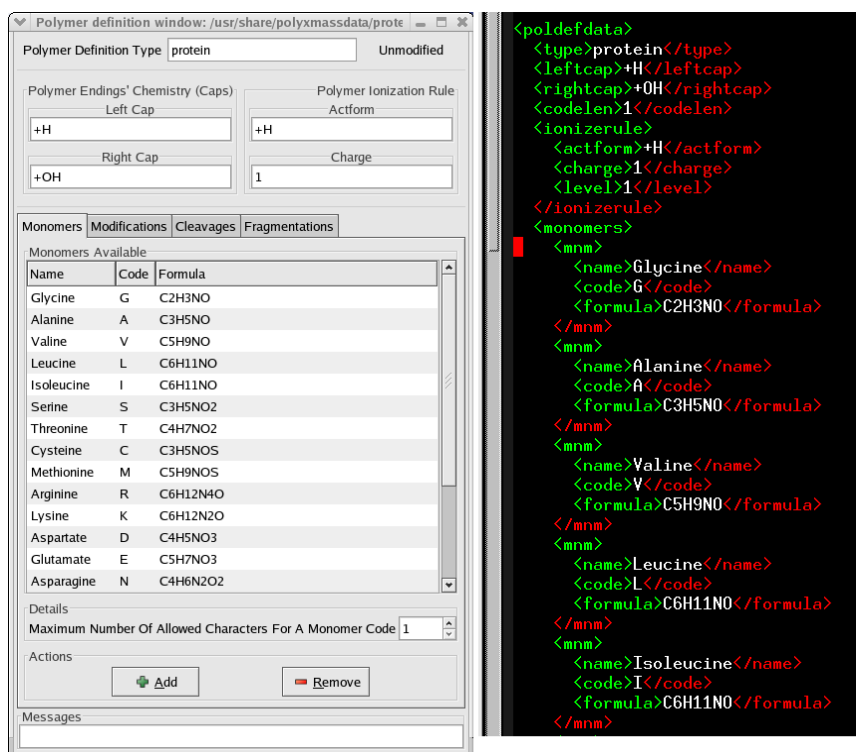 Polymer definition window: /usr/share/polyxmassdata/prote
Polymer Definition Type protein Unmodified
Polymer Endings' Chemistry (Caps) Polymer Ionization Rule
Left Cap Actform
+H +H
Right Cap Charge
+OH 1
Monomers Modifications Cleavages Fragmentations
Monomers Available
Name Code Formula
Glycine G C2H3NO
Alanine A C3H5NO
Valine V C5H9NO
Leucine L C6H11NO
Isoleucine I C6H11NO
Serine S C3H5NO2
Threonine T C4H7NO2
Cysteine C C3H5NOS
Methionine M C5H9NOS
Arginine R C6H12N4O
Lysine K C6H12N2O
Aspartate D C4H5NO3
Glutamate E C5H7NO3
Asparagine N C4H6N2O2
Details
Maximum Number Of Allowed Characters For A Monomer Code 1
Actions
Add Remove
Messages
<poldefdata>
<type>protein</type>
<leftcap>+H</leftcap>
<rightcap>+OH</rightcap>
<codelen>1</codelen>
<ionizerule>
<actform>+H</actform>
<charge>1</charge>
<level>1</level>
</ionizerule>
<monomers>
<mnm>
<name>Glycine</name>
<code>G</code>
<formula>C2H3NO</formula>
</mnm>
<mnm>
<name>Alanine</name>
<code>A</code>
<formula>C3H5NO</formula>
</mnm>
<mnm>
<name>Valine</name>
<code>V</code>
<formula>C5H9NO</formula>
</mnm>
<mnm>
<name>Leucine</name>
<code>L</code>
<formula>C6H11NO</formula>
</mnm>
<mnm>
<name>Isoleucine</name>
<code>I</code>
<formula>C6H11NO</formula>
</mnm>